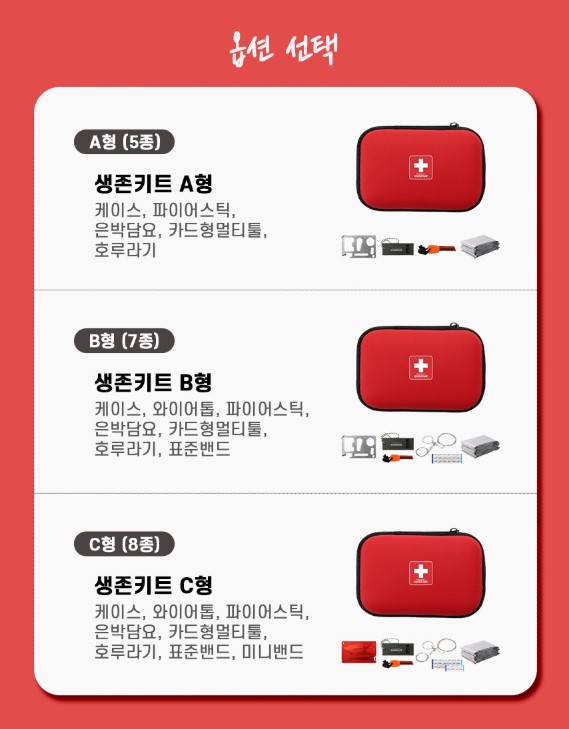 옵션 선택
A형 (5종)
생존키트 A형
케이스, 파이어스틱,
은박담요, 카드형멀티툴,
호루라기
B형 (7종)
생존키트 B형
케이스, 와이어톱, 파이어스틱,
은박담요, 카드형멀티툴,
호루라기, 표준밴드
C형 (8종)
생존키트 C형
케이스, 와이어톱, 파이어스틱,
은박담요, 카드형멀티툴,
호루라기, 표준밴드, 미니밴드